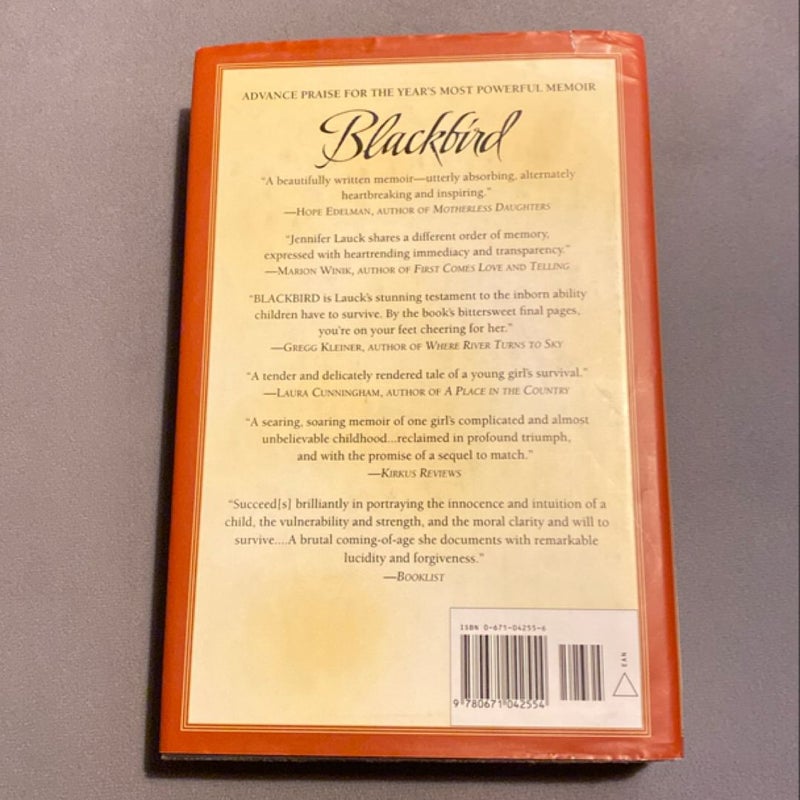 ADVANCE PRAISE FOR THE YEAR'S MOST POWERFUL MEMOIR
Blackbird
"A beautifully written memoir—utterly absorbing, alternately
heartbreaking and inspiring."
—HOPE EDELMAN, AUTHOR OF MOTHERLESS DAUGHTERS
"Jennifer Lauck shares a different order of memory,
expressed with heartrending immediacy and transparency."
—MARION WINIK, AUTHOR OF FIRST COMES LOVE AND TELLING
"BLACKBIRD is Lauck's stunning testament to the inborn ability
children have to survive. By the book's bittersweet final pages,
you're on your feet cheering for her."
—GREGG KLEINER, AUTHOR OF WHERE RIVER TURNS TO SKY
"A tender and delicately rendered tale of a young girl's survival."
—LAURA CUNNINGHAM, AUTHOR OF A PLACE IN THE COUNTRY
"A searing, soaring memoir of one girl's complicated and almost
unbelievable childhood...reclaimed in profound triumph,
and with the promise of a sequel to match."
—KIRKUS REVIEWS
"Succeed[s] brilliantly in portraying the innocence and intuition of a
child, the vulnerability and strength, and the moral clarity and will to
survive....A brutal coming-of-age she documents with remarkable
lucidity and forgiveness."
—BOOKLIST
ISBN 0-671-04255-6
9 780671 042554
EAN